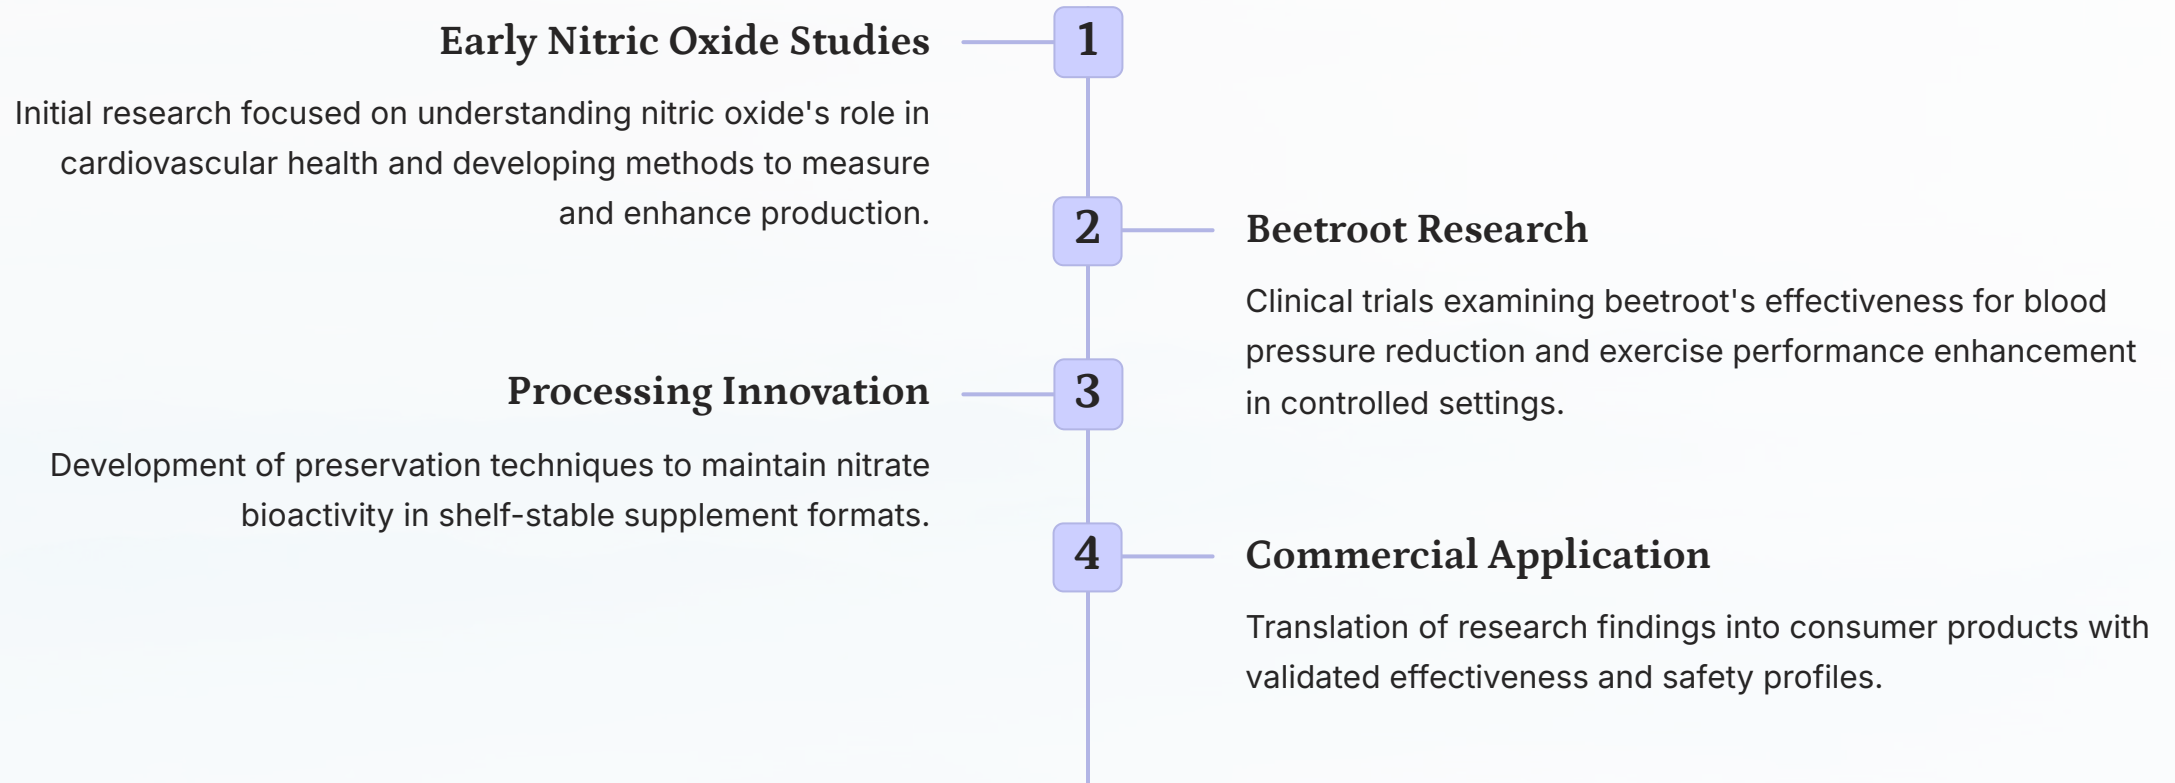 Early Nitric Oxide Studies
1
Initial research focused on understanding nitric oxide's role in
cardiovascular health and developing methods to measure
and enhance production.
2
Beetroot Research
Clinical trials examining beetroot's effectiveness for blood
pressure reduction and exercise performance enhancement
in controlled settings.
Processing Innovation
3
Development of preservation techniques to maintain nitrate
bioactivity in shelf-stable supplement formats.
4
Commercial Application
Translation of research findings into consumer products with
validated effectiveness and safety profiles.